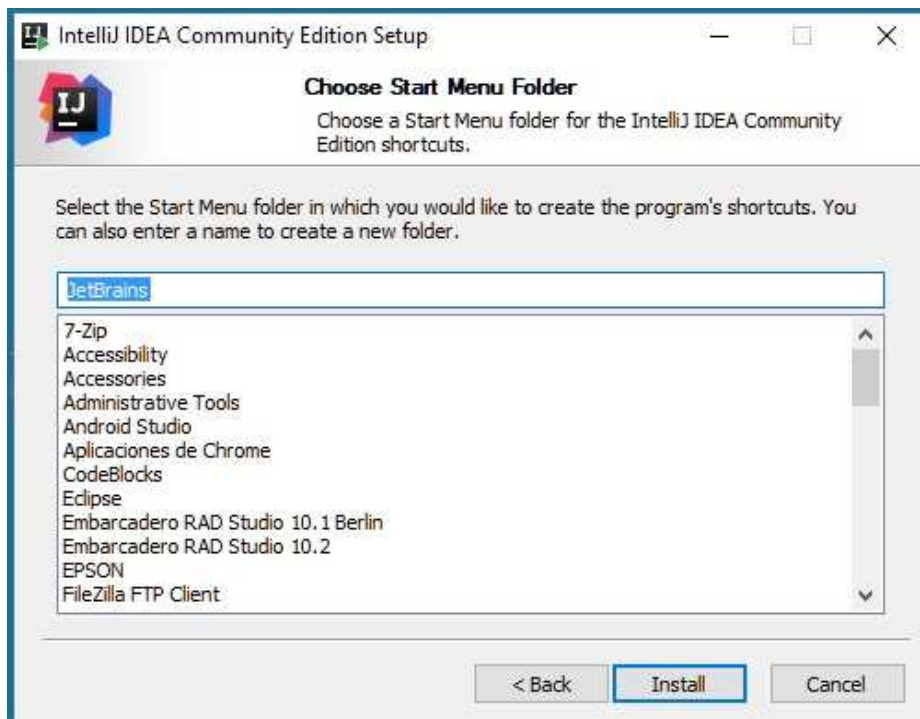 IntelliJ IDEA Community Edition Setup
IJ
Choose Start Menu Folder
Choose a Start Menu folder for the IntelliJ IDEA Community
Edition shortcuts.
Select the Start Menu folder in which you would like to create the program's shortcuts. You
can also enter a name to create a new folder.
JetBrains
7-Zip
Accessibility
Accessories
Administrative Tools
Android Studio
Aplicaciones de Chrome
CodeBlocks
Eclipse
Embarcadero RAD Studio 10.1 Berlin
Embarcadero RAD Studio 10.2
EPSON
FileZilla FTP Client
< Back Install Cancel